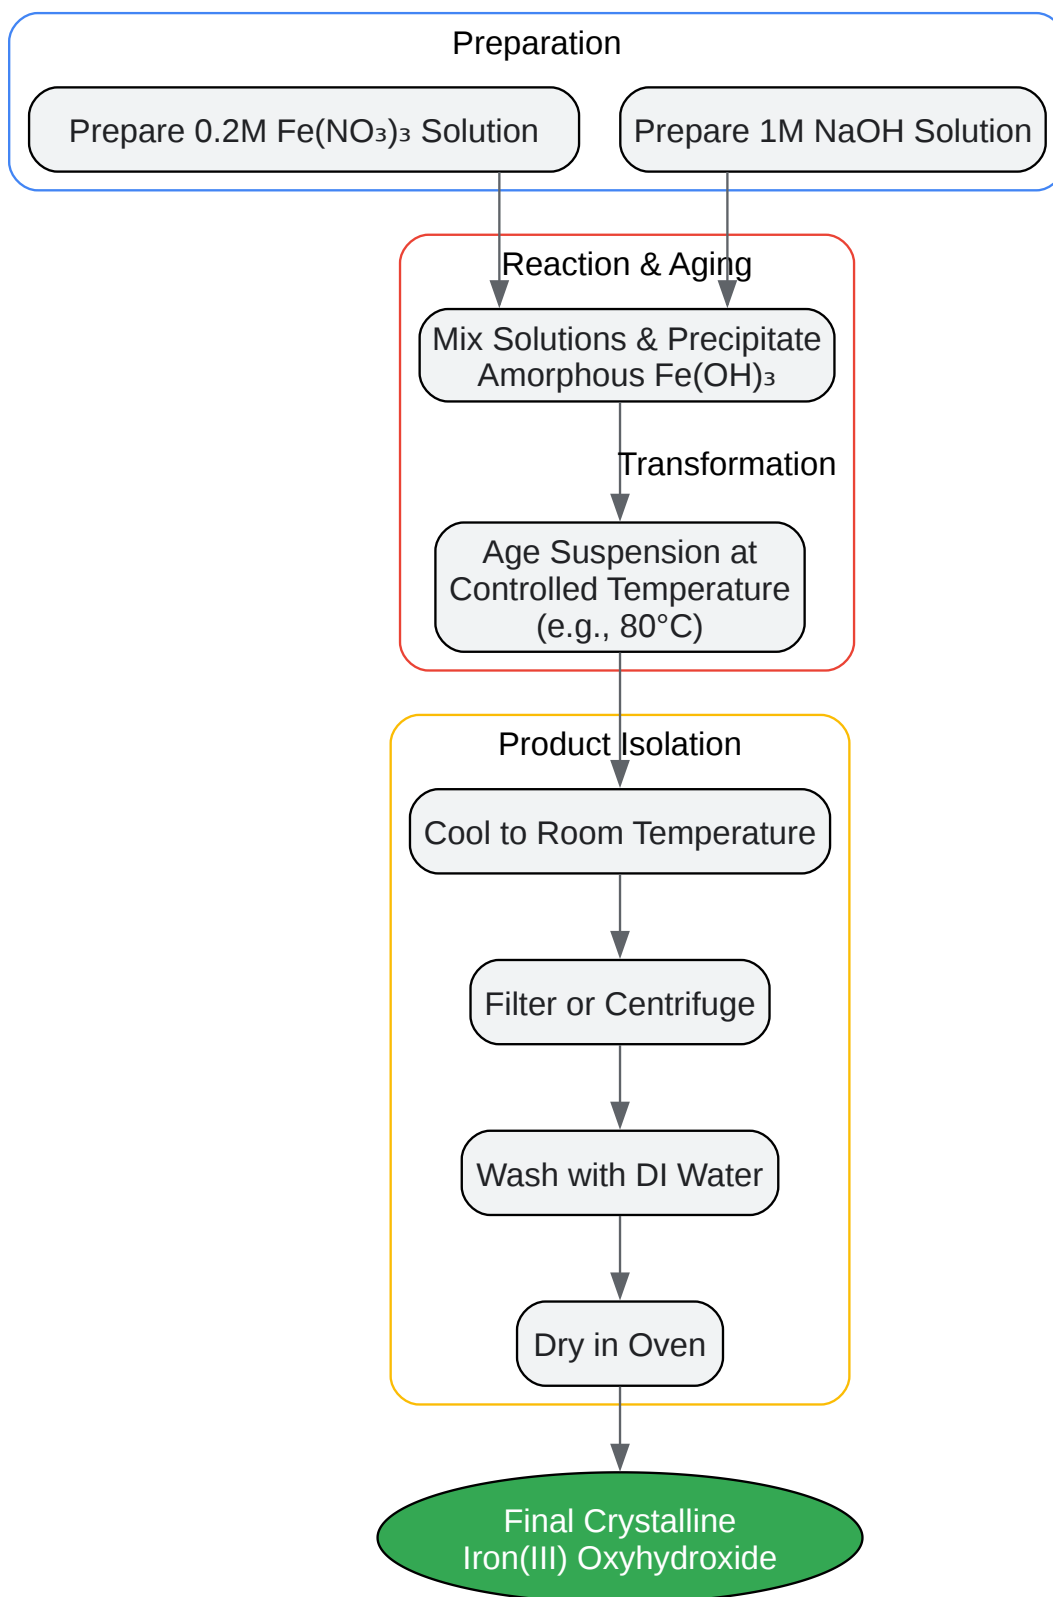 Preparation
Prepare 0.2M Fe(NO₃)₃ Solution
Prepare 1M NaOH Solution
Reaction & Aging
Mix Solutions & Precipitate
Amorphous Fe(OH)₃
Transformation
Age Suspension at
Controlled Temperature
(e.g., 80°C)
Product Isolation
Cool to Room Temperature
Filter or Centrifuge
Wash with DI Water
Dry in Oven
Final Crystalline
Iron(III) Oxyhydroxide